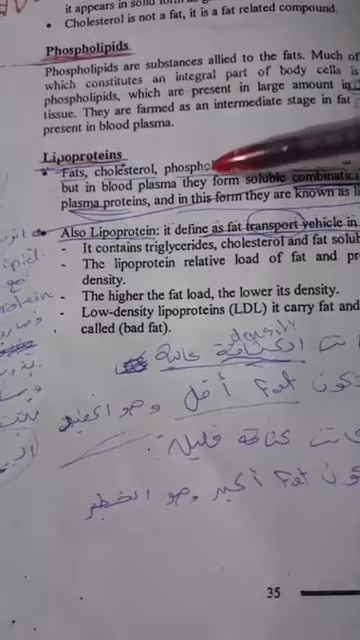 it appears in solid form
Cholesterol is not a fat, it is a fat related compound.
Phospholipids
Phospholipids are substances allied to the fats. Much of
which constitutes an integral part of body cells is
phospholipids, which are present in large amount in
tissue. They are farmed as an intermediate stage in fat
present in blood plasma.
Lipoproteins
Fats, cholesterol, phospho
but in blood plasma they form soluble combinati
plasma proteins, and in this form they are known as li
Also Lipoprotein: it define as fat transport vehicle in
- It contains triglycerides, cholesterol and fat solub
- The lipoprotein relative load of fat and pr
density.
- The higher the fat load, the lower its density.
- Low-density lipoproteins (LDL) it carry fat and
called (bad fat).
density
الكثافة عالية
fat أقل وهو
كثافة قليلة
fat أكبر وهو الخطير
35